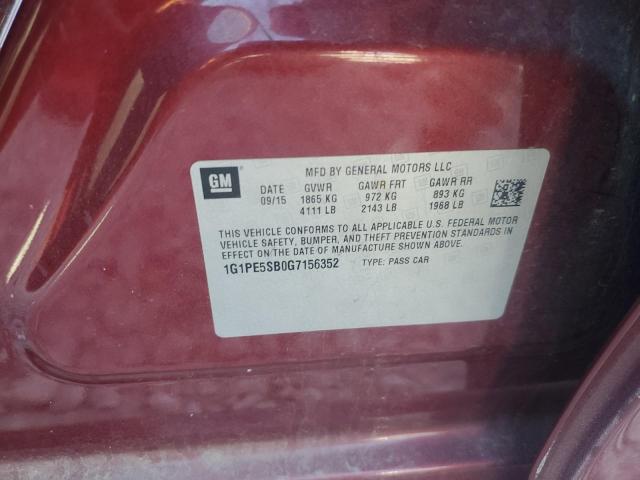 GM
MFD BY GENERAL MOTORS LLC
DATE GVWR GAWR FRT GAWR RR
09/15 1865 KG 972 KG 893 KG
4111 LB 2143 LB 1968 LB
THIS VEHICLE CONFORMS TO ALL APPLICABLE U.S. FEDERAL MOTOR
VEHICLE SAFETY, BUMPER, AND THEFT PREVENTION STANDARDS
IN EFFECT ON THE DATE OF MANUFACTURE SHOWN ABOVE.
1G1PE5SB0G7156352 TYPE: PASS CAR